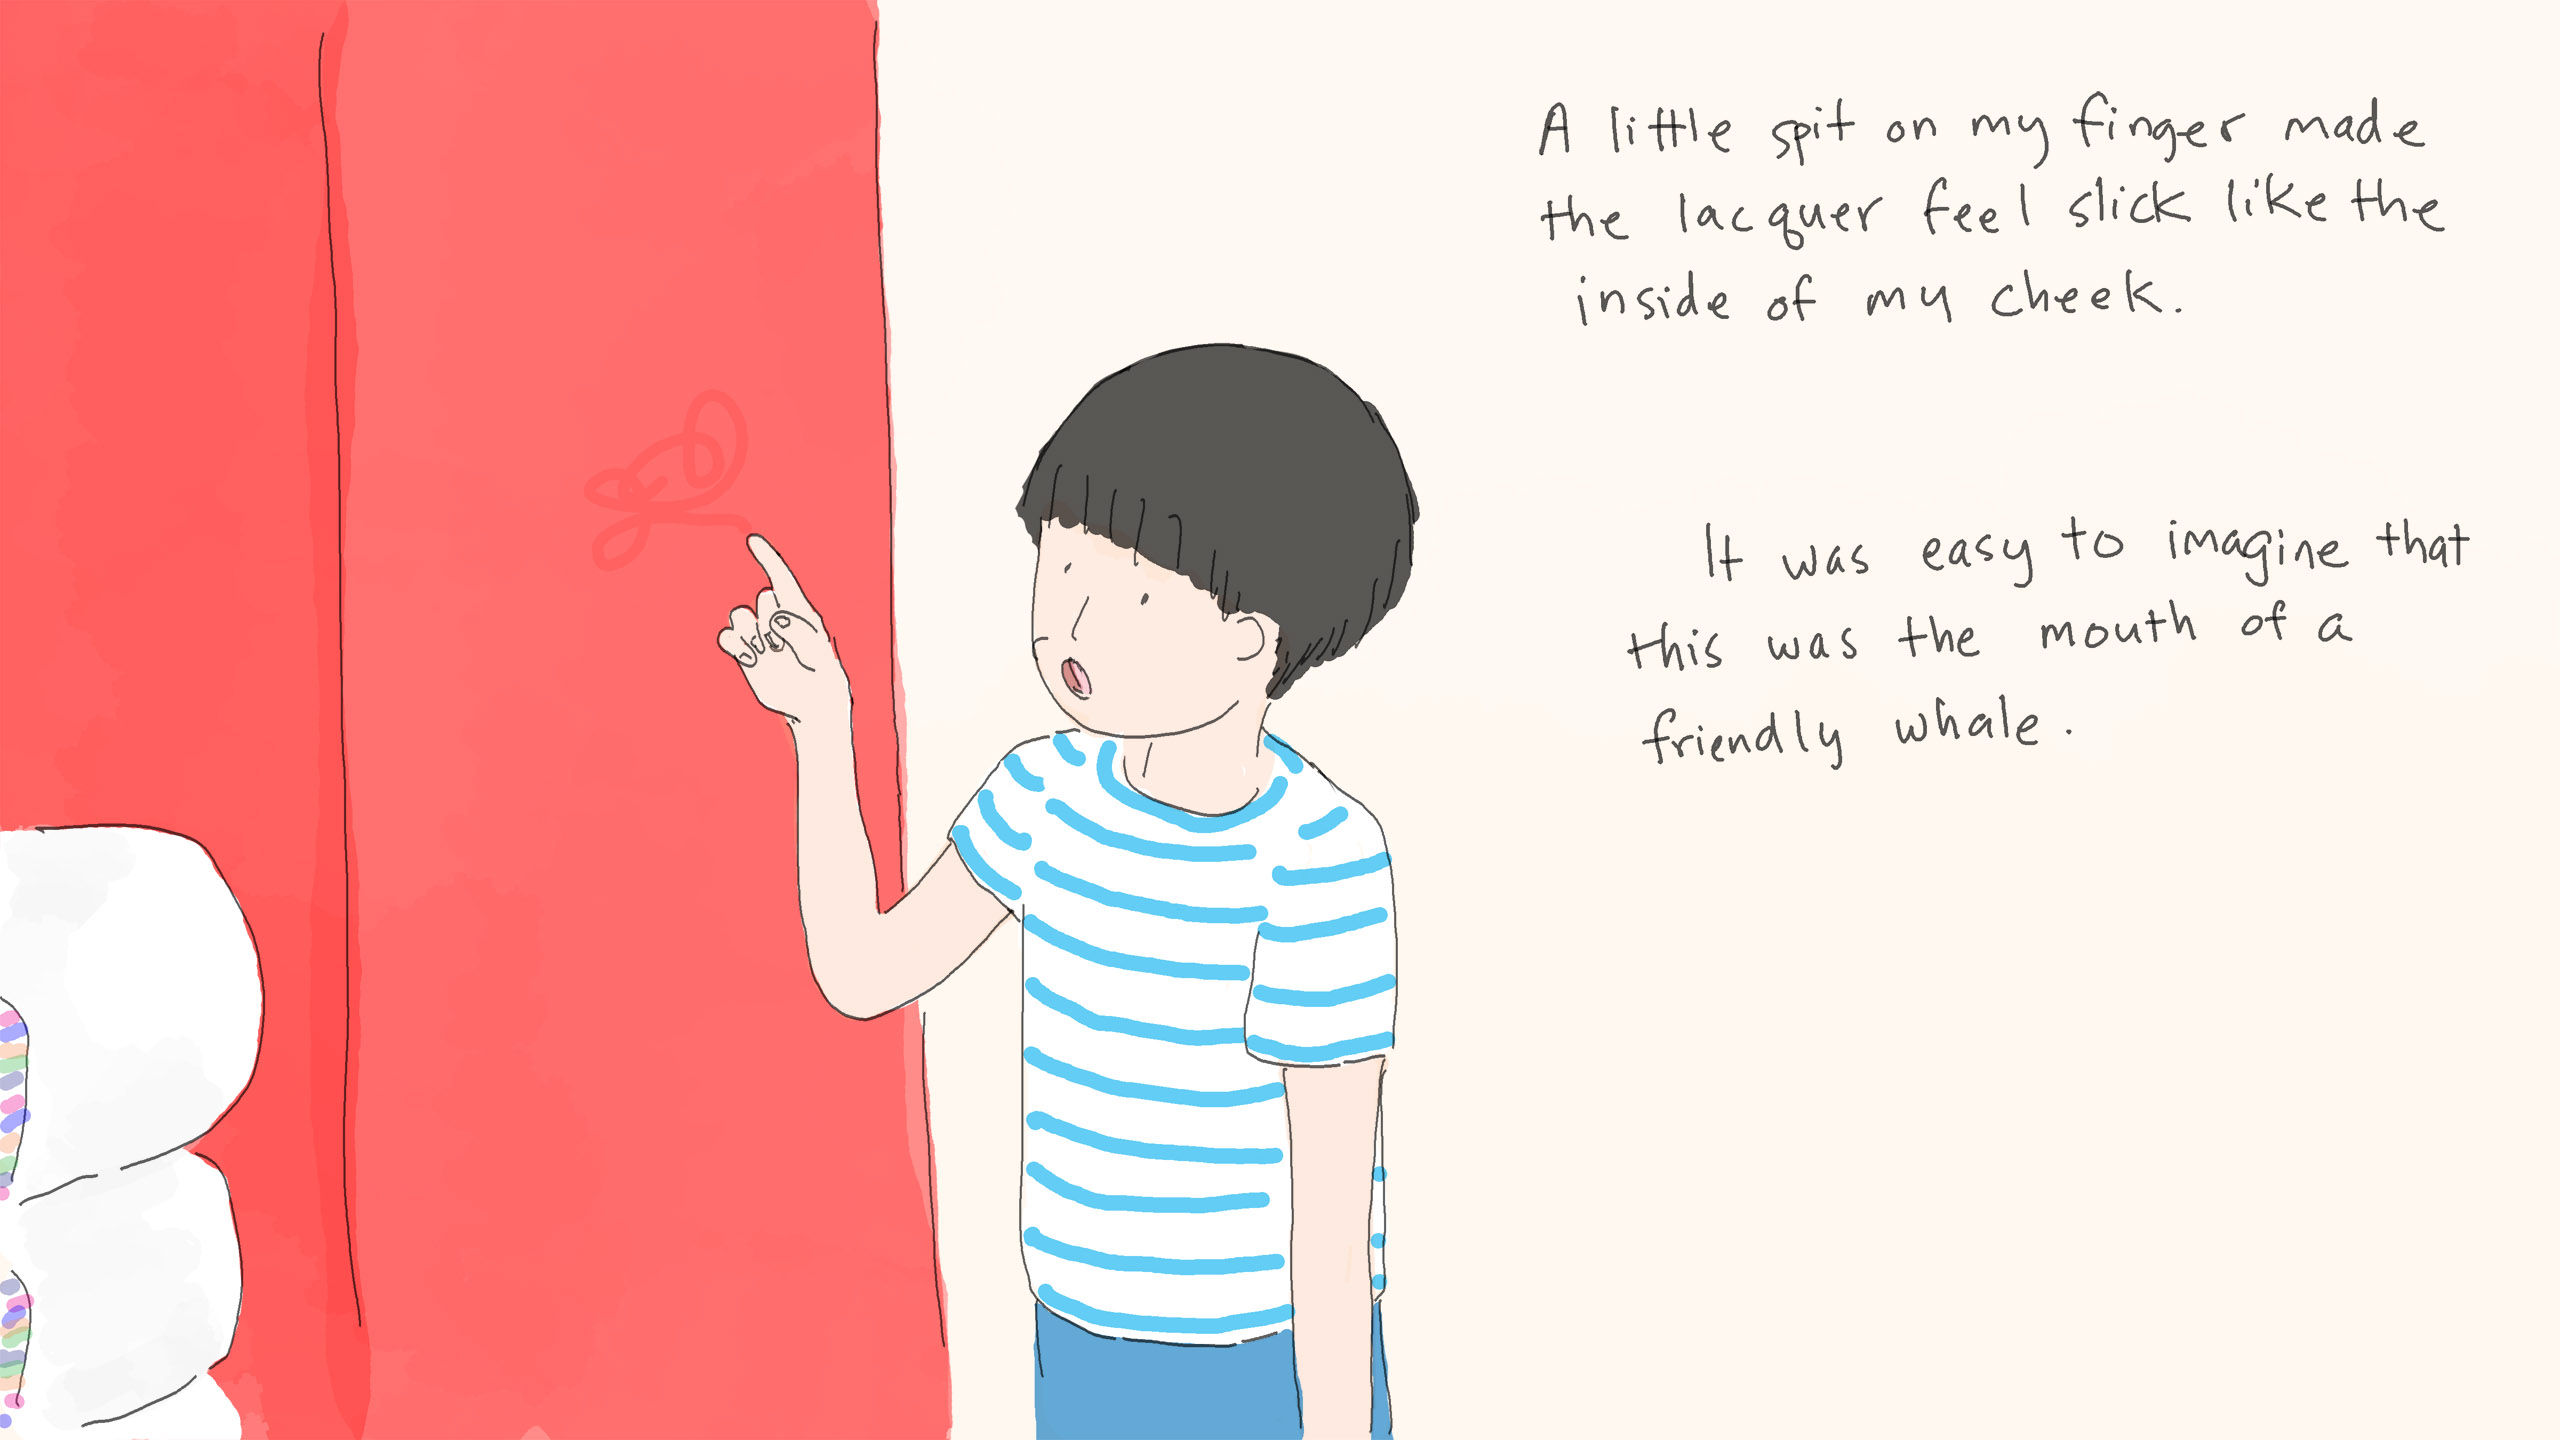 A little spit on my finger made
the lacquer feel slick like the
inside of my cheek.
It was easy to imagine that
this was the mouth of a
friendly whale.